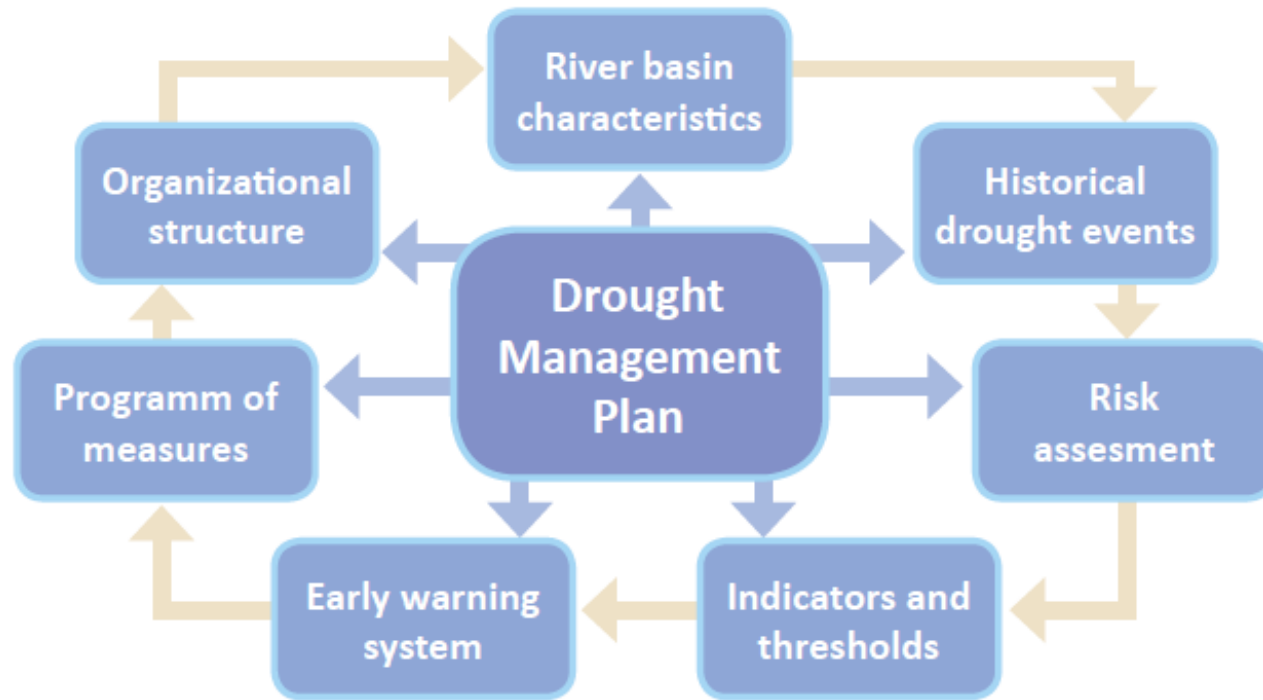 River basin
characteristics
Organizational
structure
Historical
drought events
Drought
Management
Plan
Programm of
measures
Risk
assesment
Early warning
system
Indicators and
thresholds